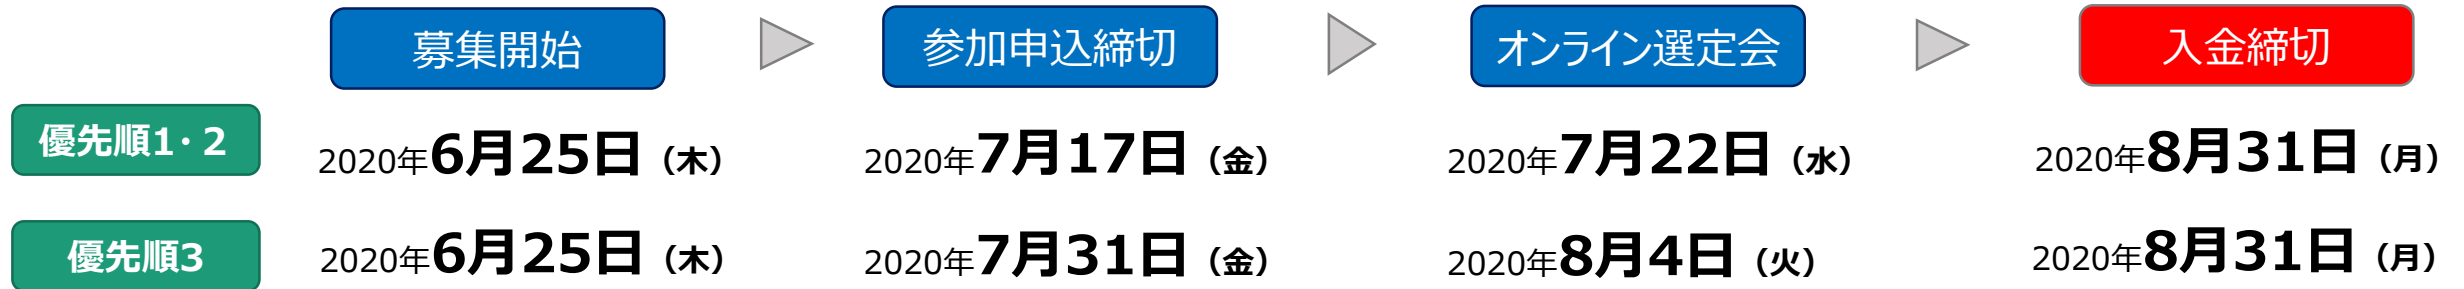 募集開始 参加申込締切 オンライン選定会 入金締切
優先順1・2 2020年6月25日（木） 2020年7月17日（金） 2020年7月22日（水） 2020年8月31日（月）
優先順3 2020年6月25日（木） 2020年7月31日（金） 2020年8月4日（火） 2020年8月31日（月）